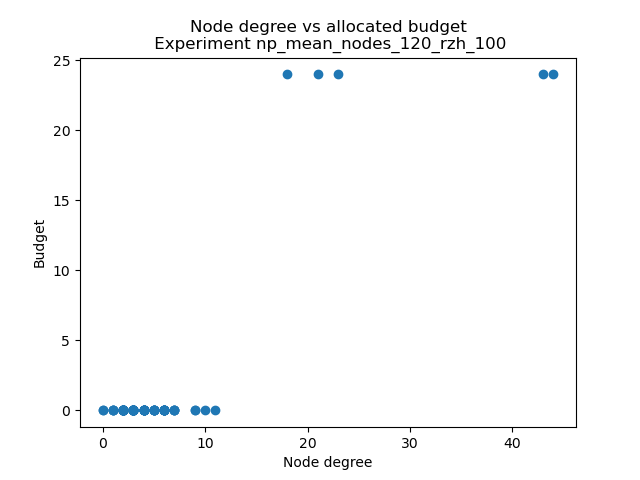 Node degree vs allocated budget
Experiment np_mean_nodes_120_rzh_100
25
20
15
10
5
0
Budget
0 10 20 30 40
Node degree